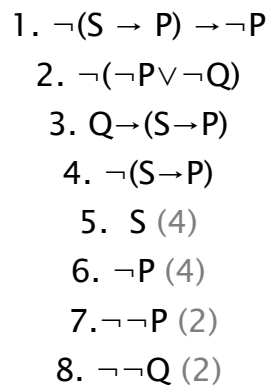 1. ¬(S → P) →¬P
2. ¬(¬P∨¬Q)
3. Q→(S→P)
4. ¬(S→P)
5. S (4)
6. ¬P (4)
7.¬¬P (2)
8. ¬¬Q (2)